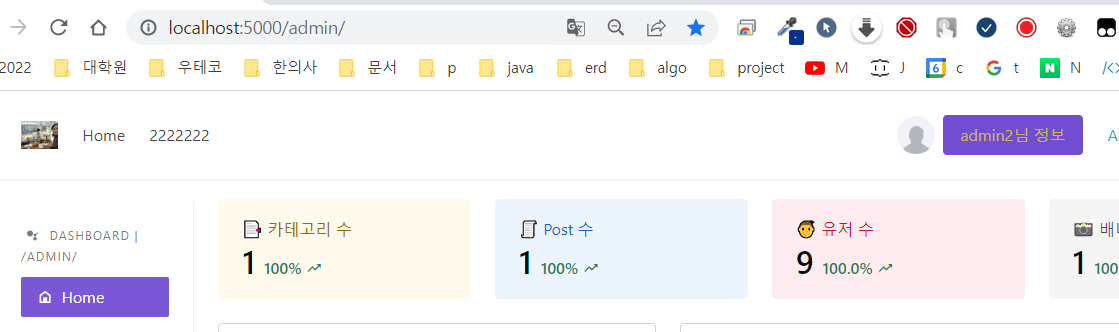 localhost:5000/admin/
2022 대학원 우테코 한의사 문서 p java erd algo project M J c t N
Home 2222222 admin2님 정보
DASHBOARD |
/ADMIN/
Home
카테고리 수
1 100%
Post 수
1 100%
유저 수
9 100.0%
1 100%